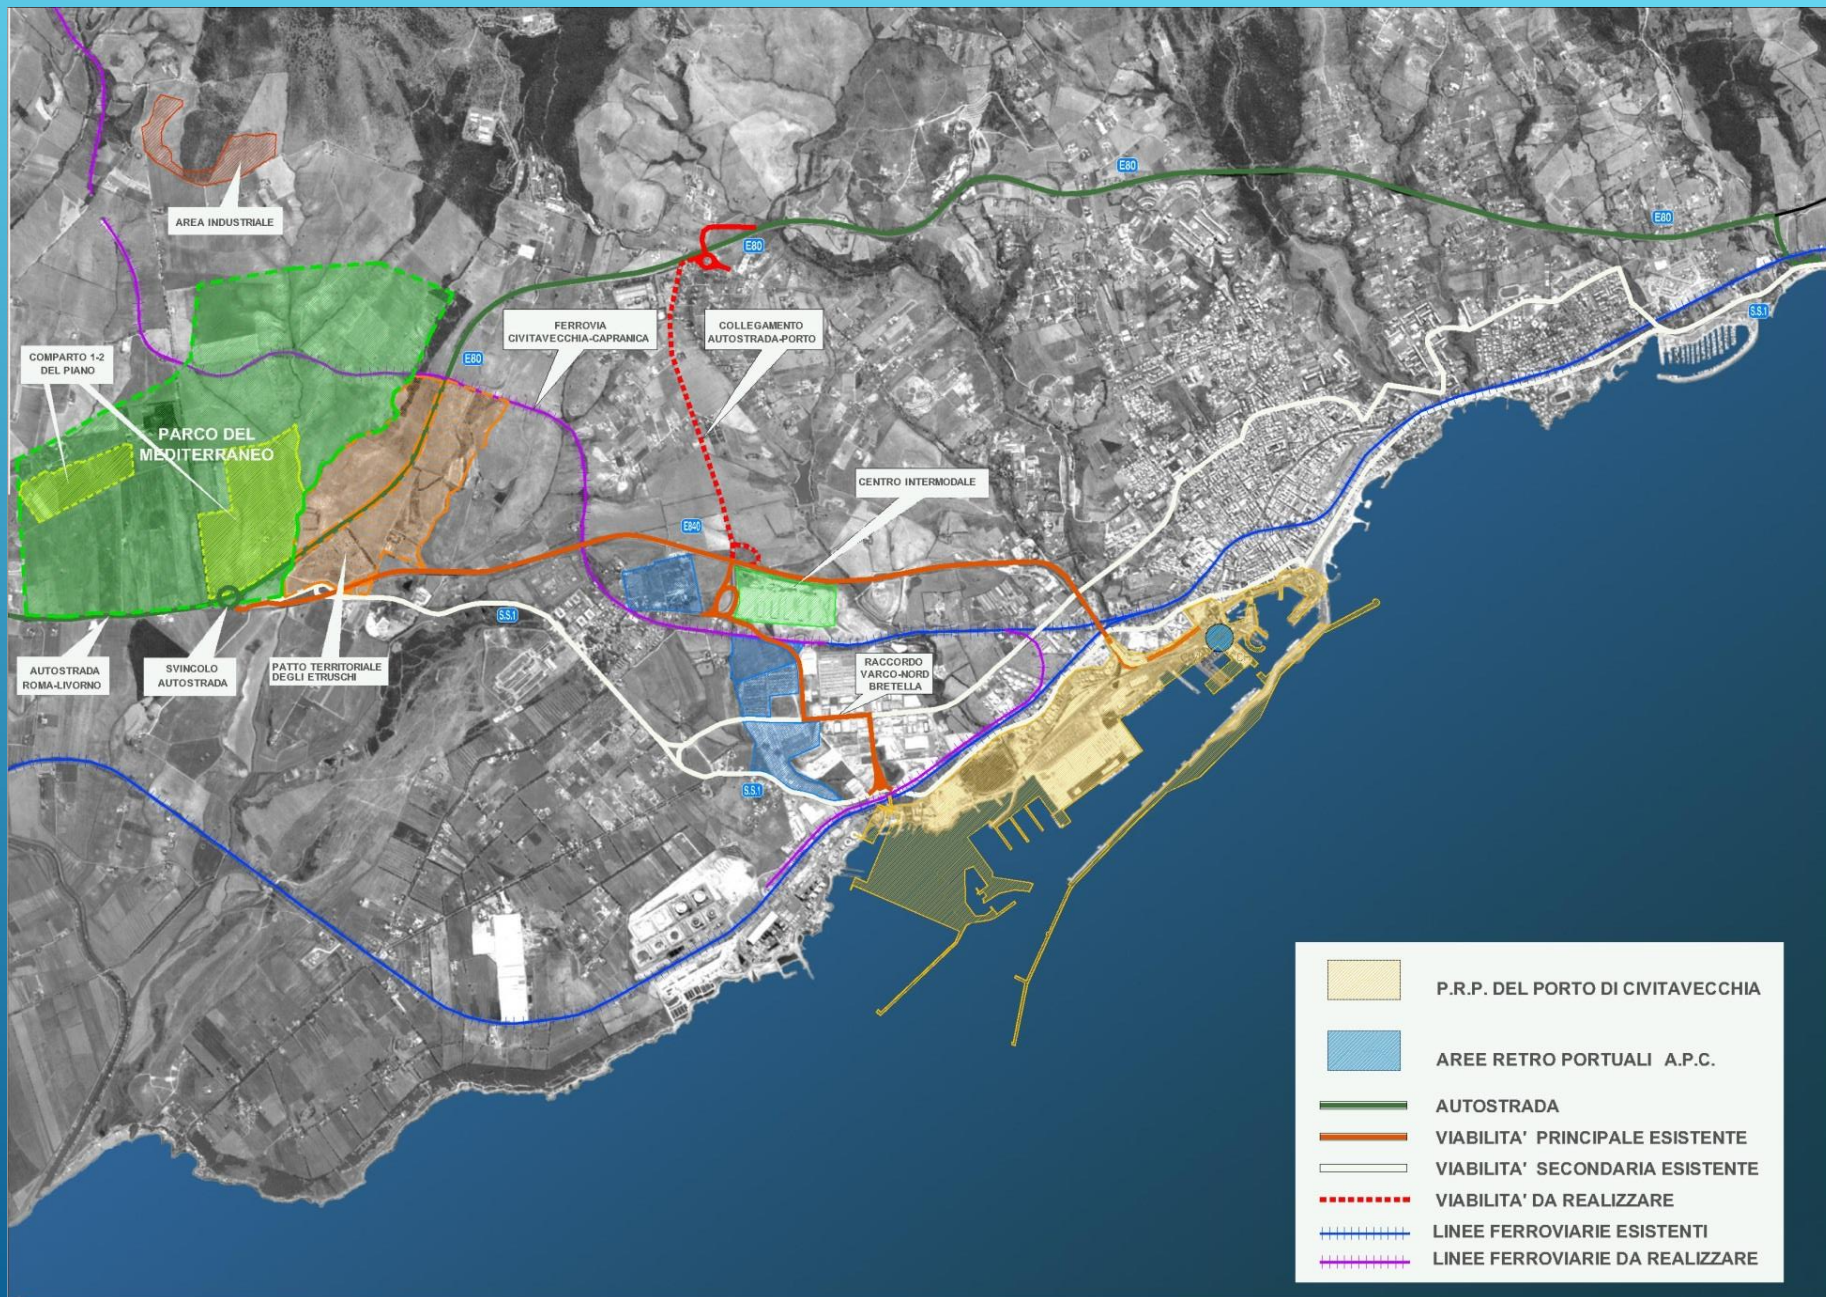 E80
AREA INDUSTRIALE
E80
E80
FERROVIA
CIVITAVECCHIA-CAPRANICA
COLLEGAMENTO
AUTOSTRADA-PORTO
S.S.1
COMPARTO 1-2
DEL PIANO
E80
PARCO DEL
MEDITERRANEO
CENTRO INTERMODALE
E840
S.S.1
AUTOSTRADA
ROMA-LIVORNO
SVINCOLO
AUTOSTRADA
PATTO TERRITORIALE
DEGLI ETRUSCHI
RACCORDO
VARCO-NORD
BRETELLA
S.S.1
P.R.P. DEL PORTO DI CIVITAVECCHIA
AREE RETRO PORTUALI A.P.C.
AUTOSTRADA
VIABILITA' PRINCIPALE ESISTENTE
VIABILITA' SECONDARIA ESISTENTE
VIABILITA' DA REALIZZARE
LINEE FERROVIARIE ESISTENTI
LINEE FERROVIARIE DA REALIZZARE